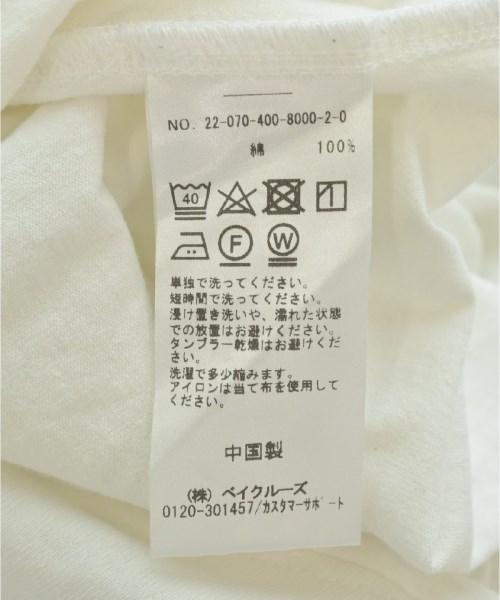 NO. 22-070-400-8000-2-0
綿 100%
40
F W
単独で洗ってください。
短時間で洗ってください。
浸け置き洗いや、濡れた状態
での放置はお避けください。
タンブラー乾燥はお避けくだ
さい。
洗濯で多少縮みます。
アイロンは当て布を使用して
ください。
中国製
(株) ベイクルーズ
0120-301457/カスタマーサポート